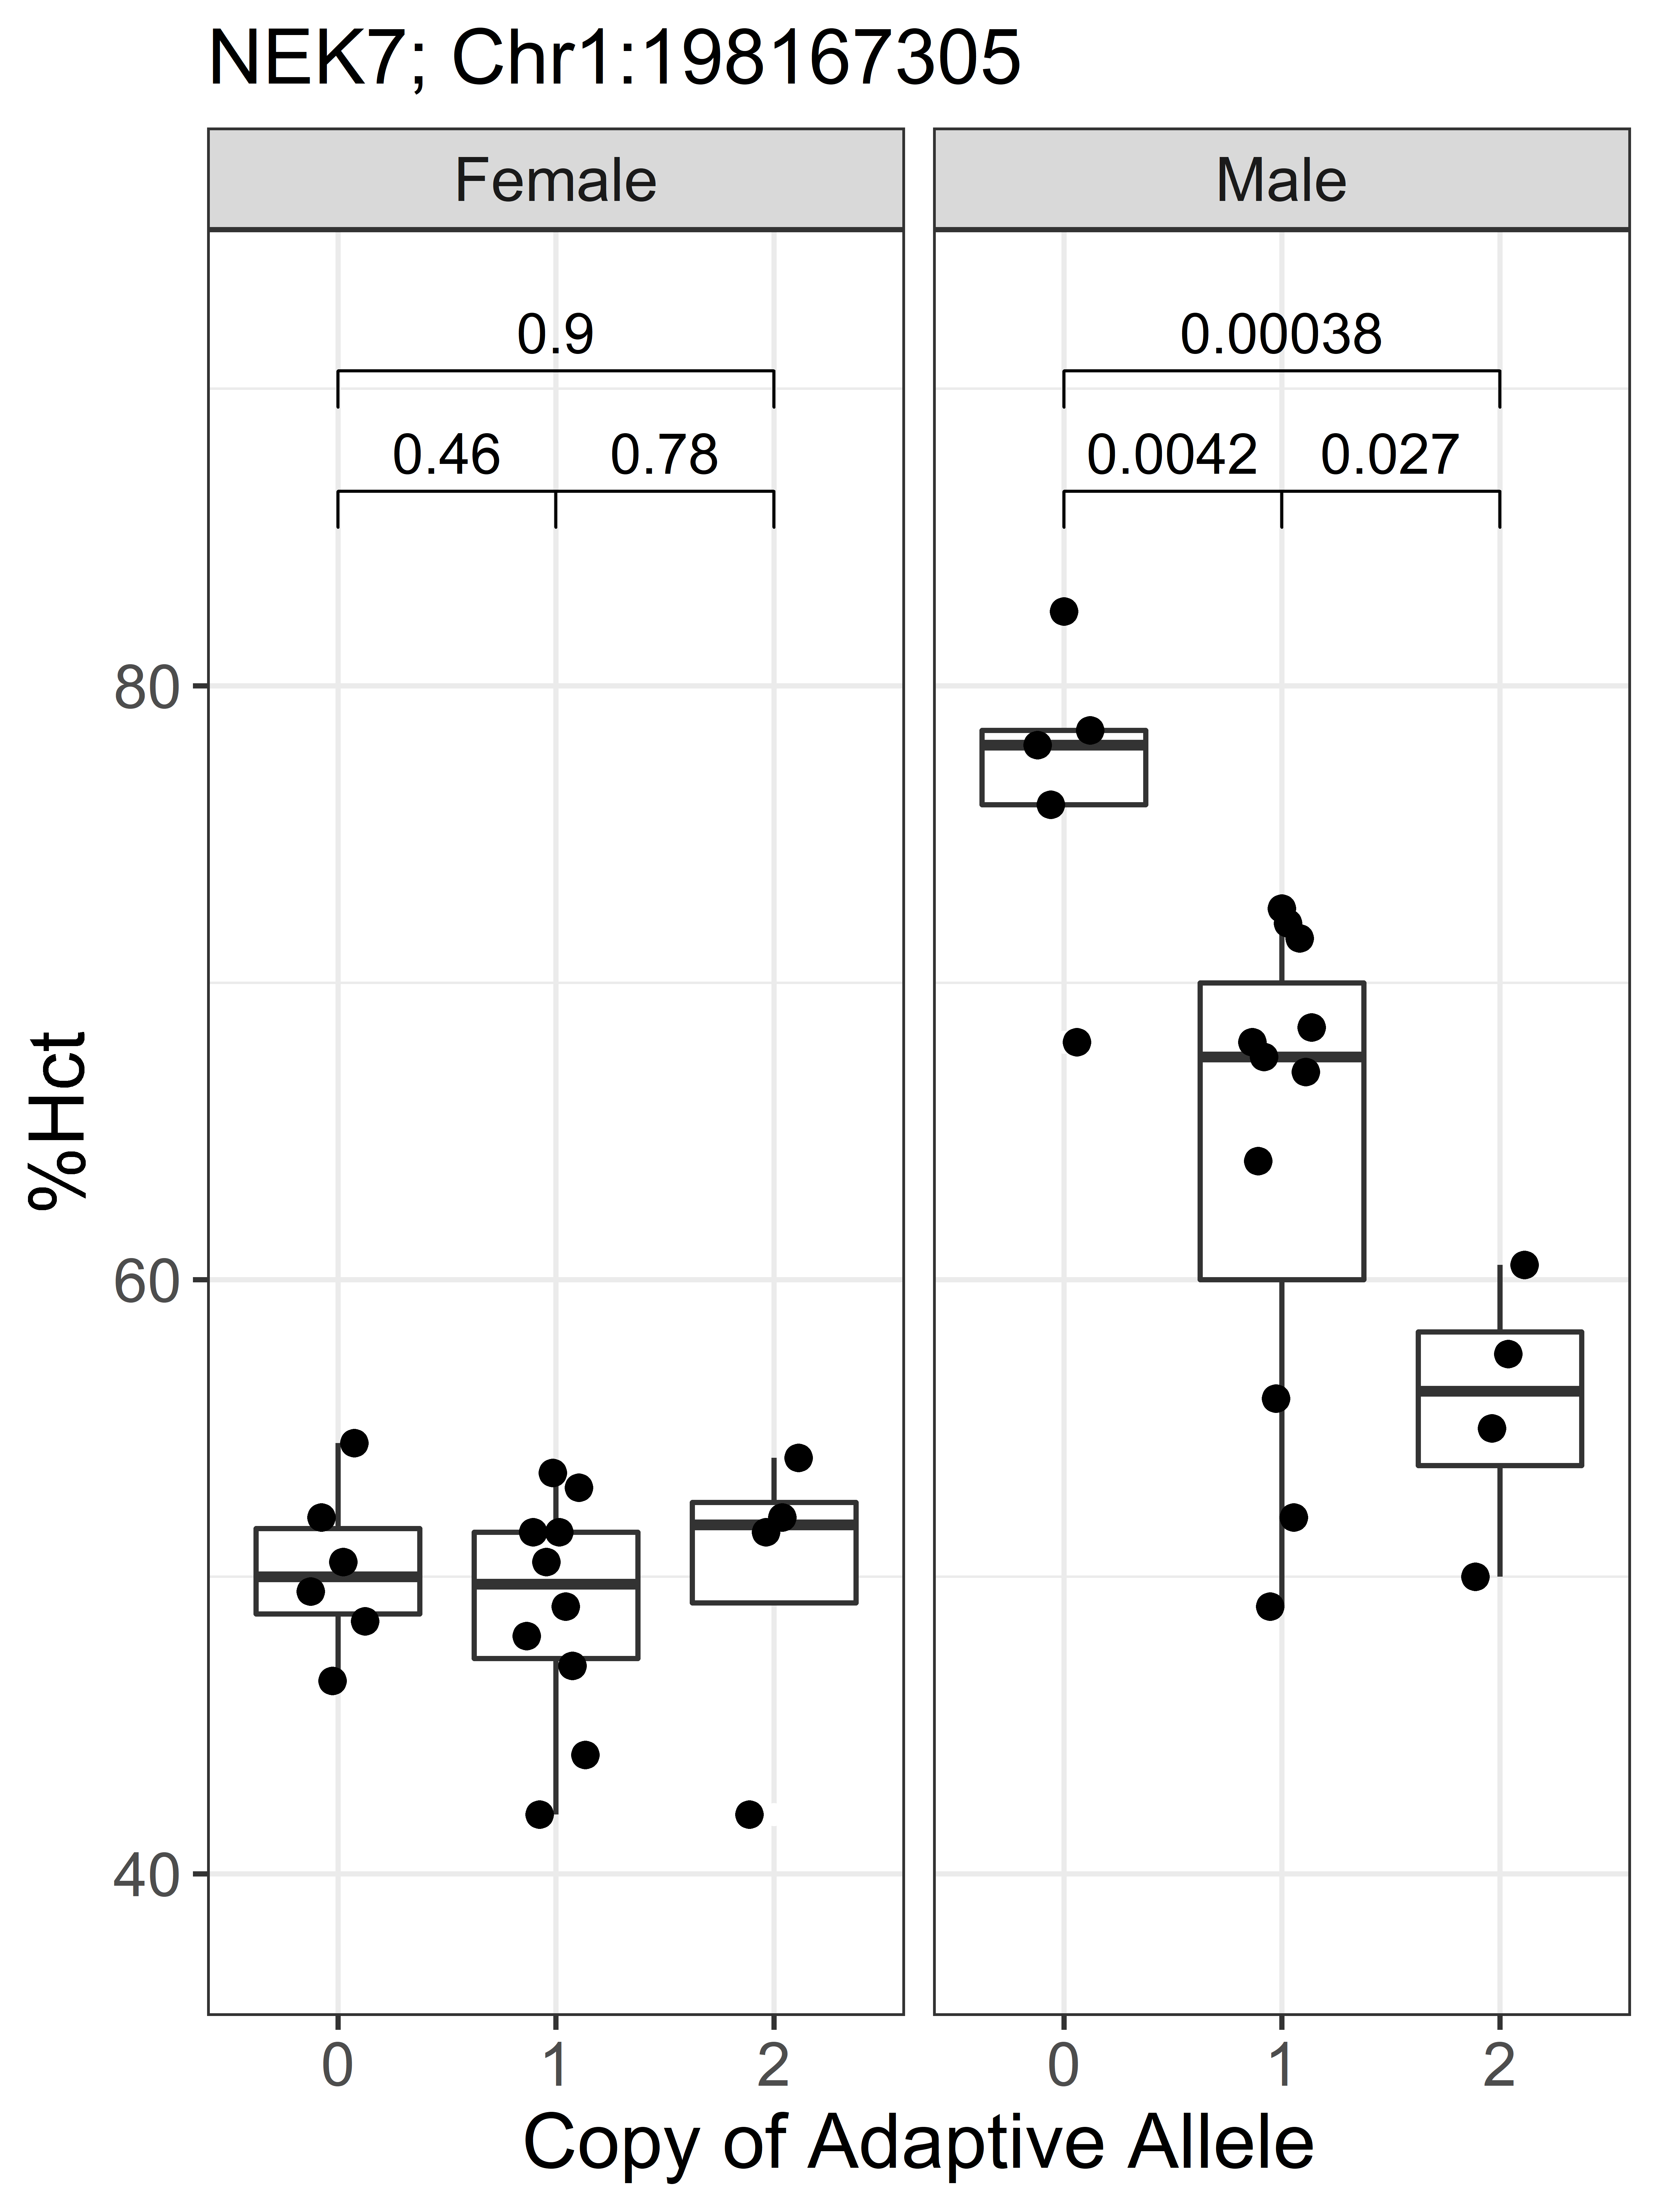 NEK7; Chr1:198167305
Female
Male
0.9
0.00038
0.46
0.78
0.0042
0.027
80
60
40
%Hct
0 1 2
0 1 2
Copy of Adaptive Allele